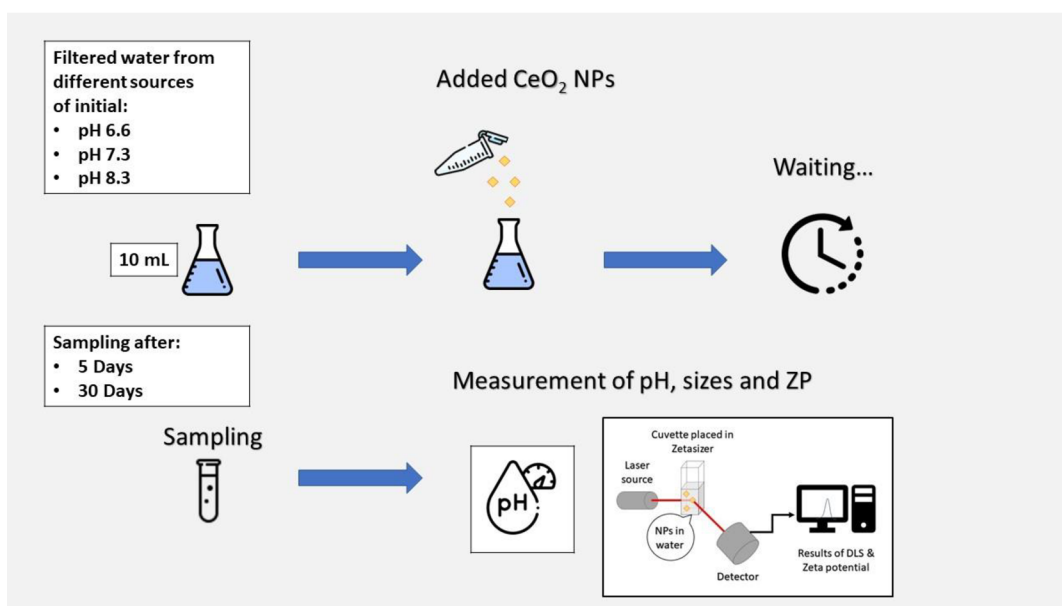 Filtered water from
different sources
of initial:
• pH 6.6
• pH 7.3
• pH 8.3
10 mL
Added CeO₂ NPs
Waiting...
Sampling after:
• 5 Days
• 30 Days
Sampling
Measurement of pH, sizes and ZP
pH
Cuvette placed in
Zetasizer
Laser
source
NPs in
water
Detector
Results of DLS &
Zeta potential